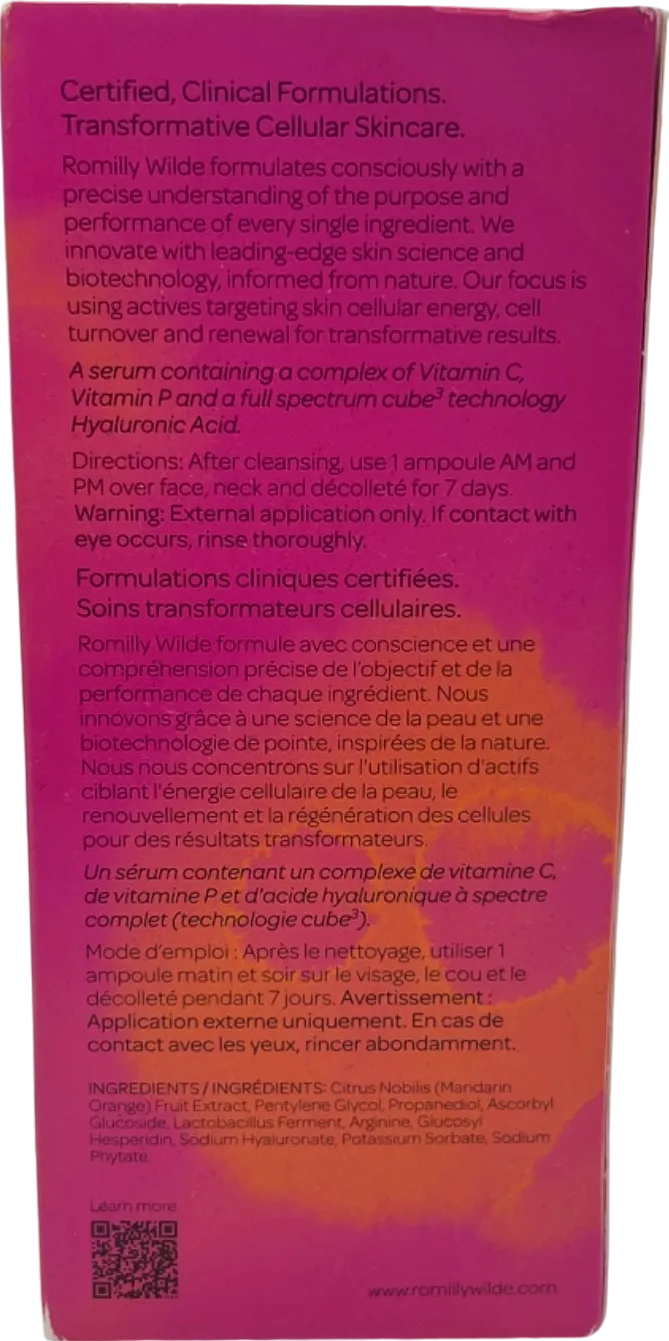 Certified, Clinical Formulations.
Transformative Cellular Skincare.
Romilly Wilde formulates consciously with a
precise understanding of the purpose and
performance of every single ingredient. We
innovate with leading-edge skin science and
biotechnology, informed from nature. Our focus is
using actives targeting skin cellular energy, cell
turnover and renewal for transformative results.
A serum containing a complex of Vitamin C,
Vitamin P and a full spectrum cube³ technology
Hyaluronic Acid.
Directions: After cleansing, use 1 ampoule AM and
PM over face, neck and décolleté for 7 days.
Warning: External application only. If contact with
eye occurs, rinse thoroughly.
Formulations cliniques certifiées.
Soins transformateurs cellulaires.
Romilly Wilde formule avec conscience et une
compréhension précise de l'objectif et de la
performance de chaque ingrédient. Nous
innovons grâce à une science de la peau et une
biotechnologie de pointe, inspirées de la nature.
Nous nous concentrons sur l'utilisation d'actifs
ciblant l'énergie cellulaire de la peau, le
renouvellement et la régénération des cellules
pour des résultats transformateurs.
Un sérum contenant un complexe de vitamine C,
de vitamine P et d'acide hyaluronique à spectre
complet (technologie cube³).
Mode d'emploi : Après le nettoyage, utiliser 1
ampoule matin et soir sur le visage, le cou et le
décolleté pendant 7 jours. Avertissement :
Application externe uniquement. En cas de
contact avec les yeux, rincer abondamment.
INGREDIENTS / INGRÉDIENTS: Citrus Nobilis (Mandarin
Orange) Fruit Extract, Pentylene Glycol, Propanediol, Ascorbyl
Glucoside, Lactobacillus Ferment, Arginine, Glucosyl
Hesperidin, Sodium Hyaluronate, Potassium Sorbate, Sodium
Phytate.
Learn more
www.romillywilde.com